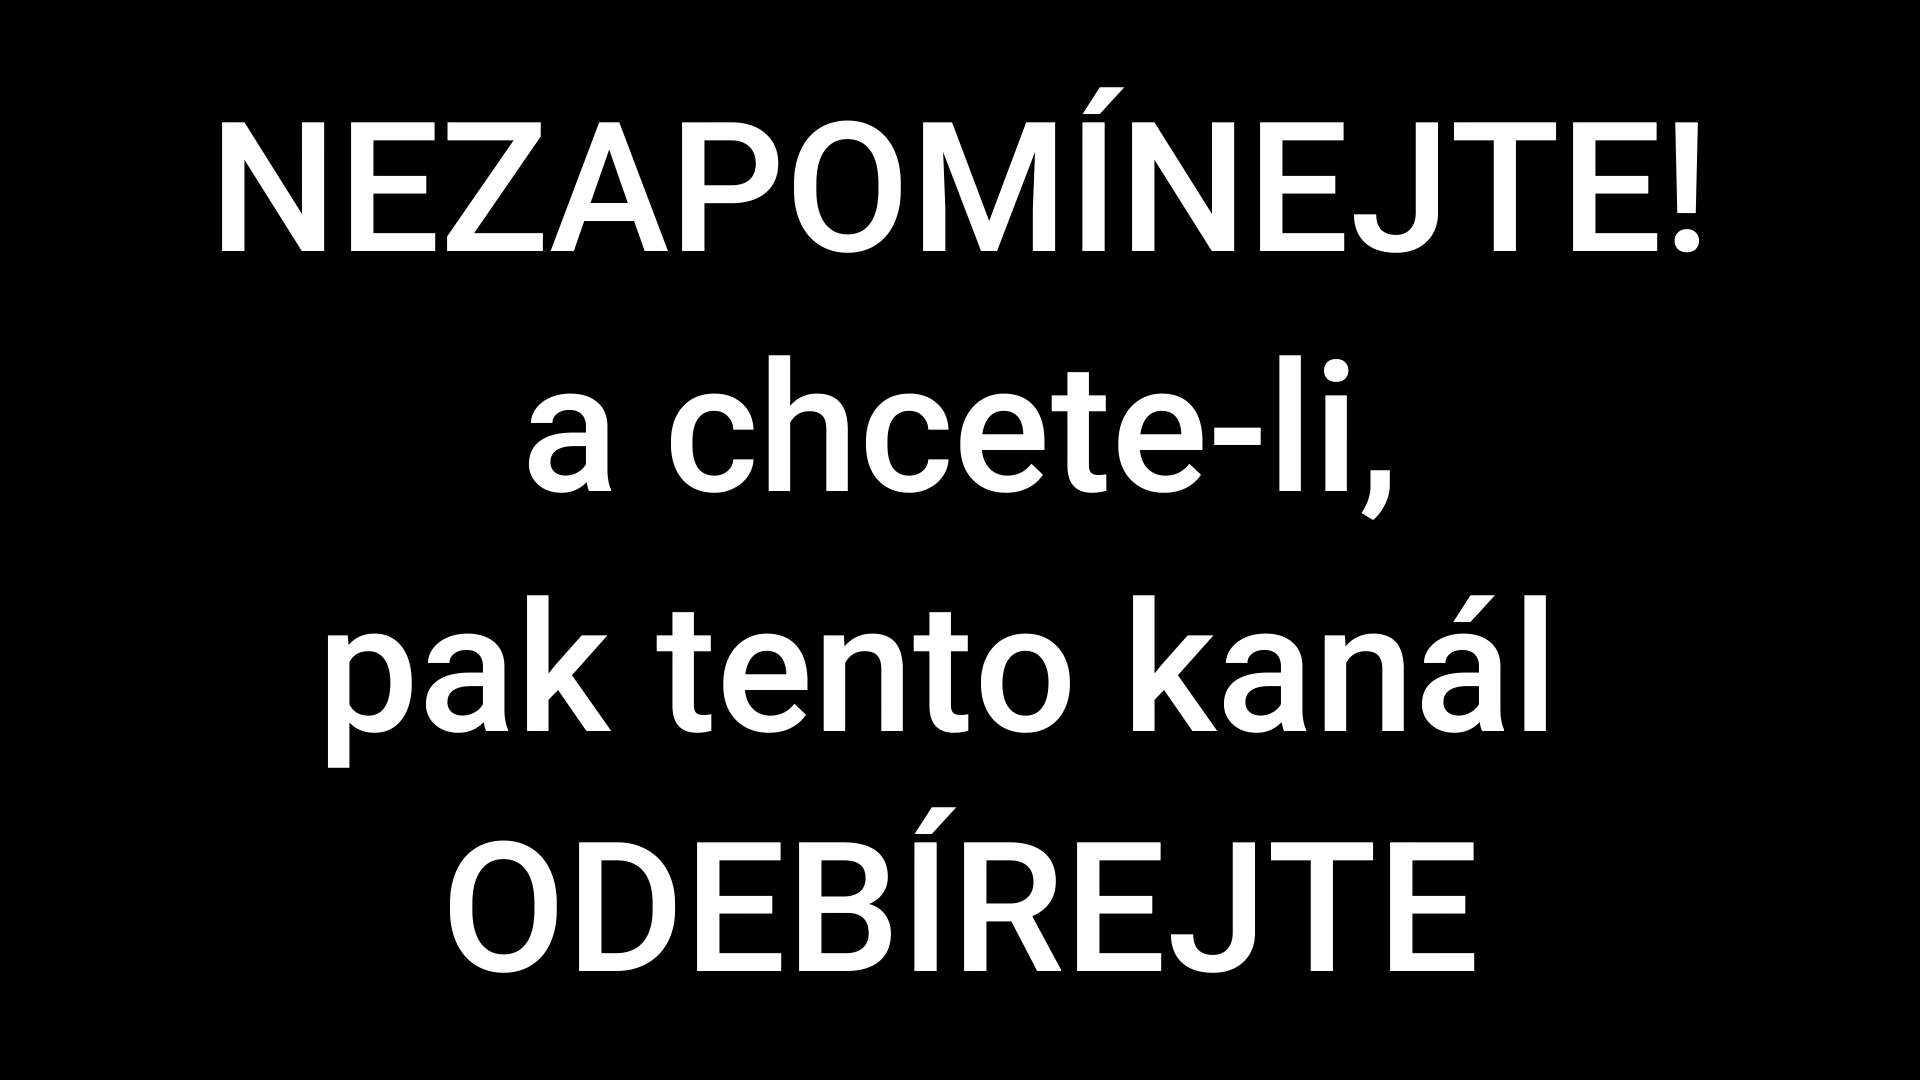 NEZAPOMÍNEJTE!
a chcete-li,
pak tento kanál
ODEBÍREJTE